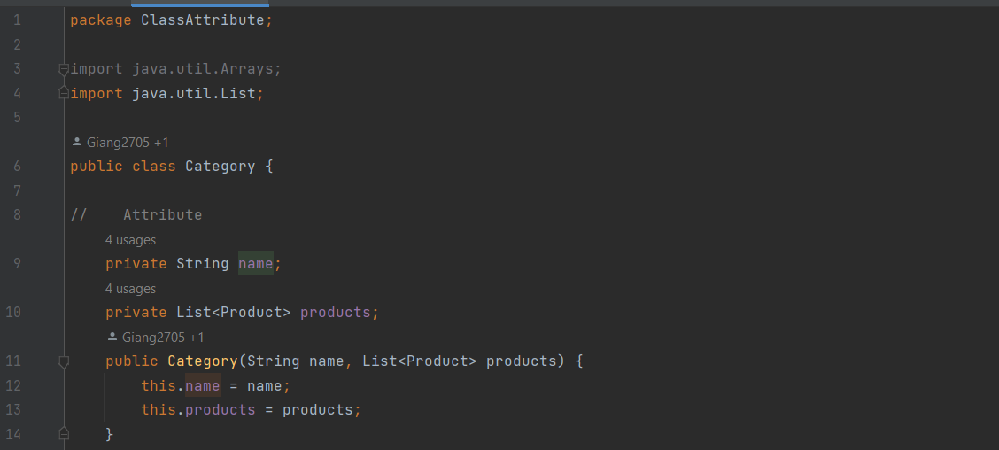 1 package ClassAttribute;
2
3 import java.util.Arrays;
4 import java.util.List;
5
Giang2705 +1
6 public class Category {
7
8 //    Attribute
4 usages
9 private String name;
4 usages
10 private List<Product> products;
Giang2705 +1
11 public Category(String name, List<Product> products) {
12 this.name = name;
13 this.products = products;
14 }